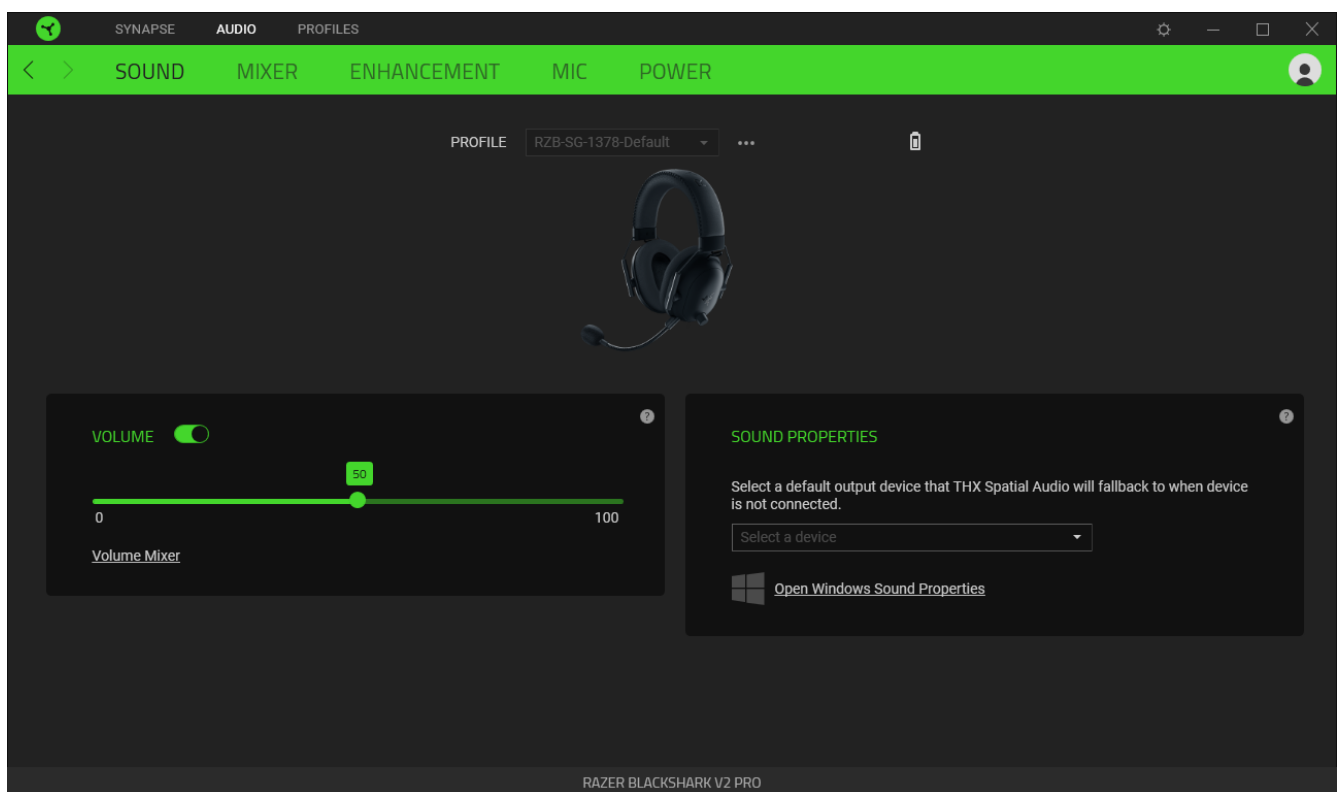 SYNAPSE AUDIO PROFILES
SOUND MIXER ENHANCEMENT MIC POWER
PROFILE RZB-SG-1378-Default
VOLUME
50
0 100
Volume Mixer
?
SOUND PROPERTIES
?
Select a default output device that THX Spatial Audio will fallback to when device
is not connected.
Select a device
Open Windows Sound Properties
RAZER BLACKSHARK V2 PRO